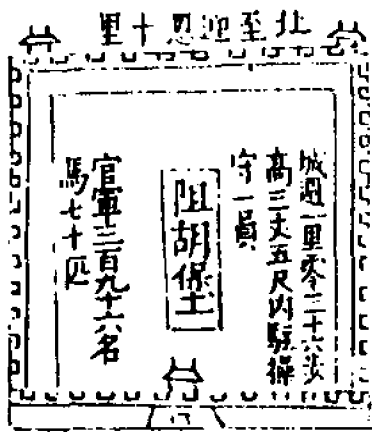 北至迎恩十里
城週一里零二十六步
高三丈五尺內駐操
守一員
阻胡堡
官軍三百九十六名
馬七十匹